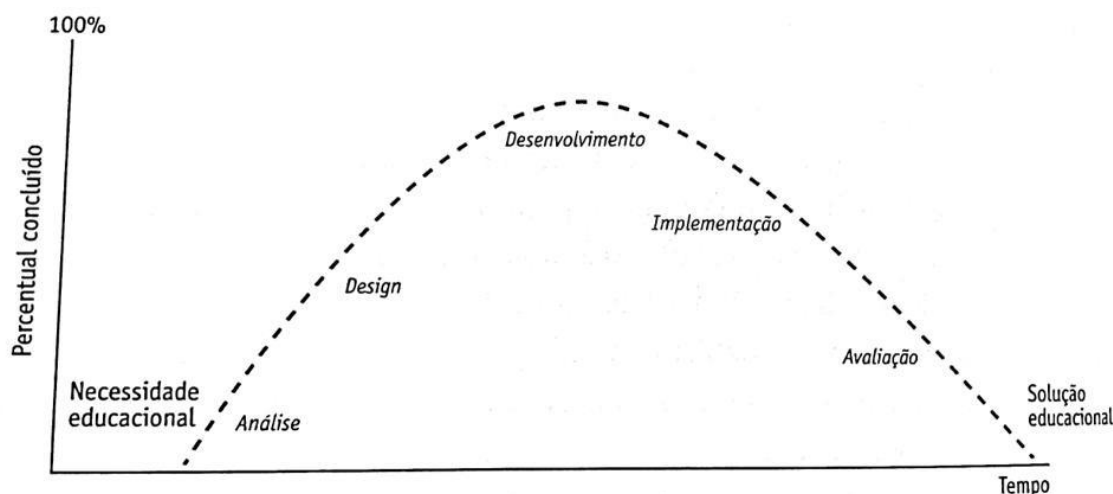 100%
Percentual concluído
Desenvolvimento
Implementação
Design
Avaliação
Necessidade
educacional
Análise
Solução
educacional
Tempo